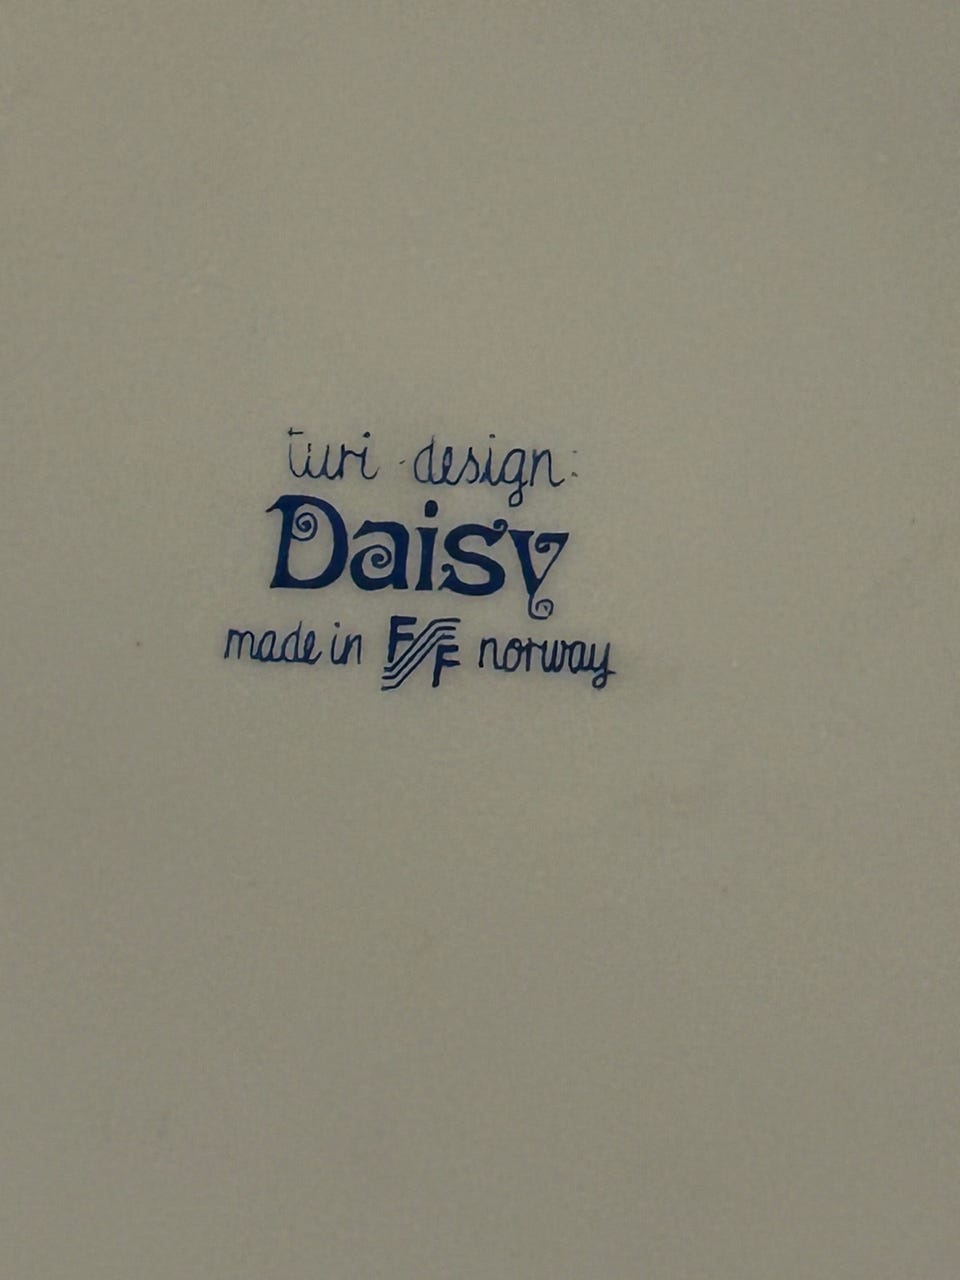 turi - design:
Daisy
made in FF norway